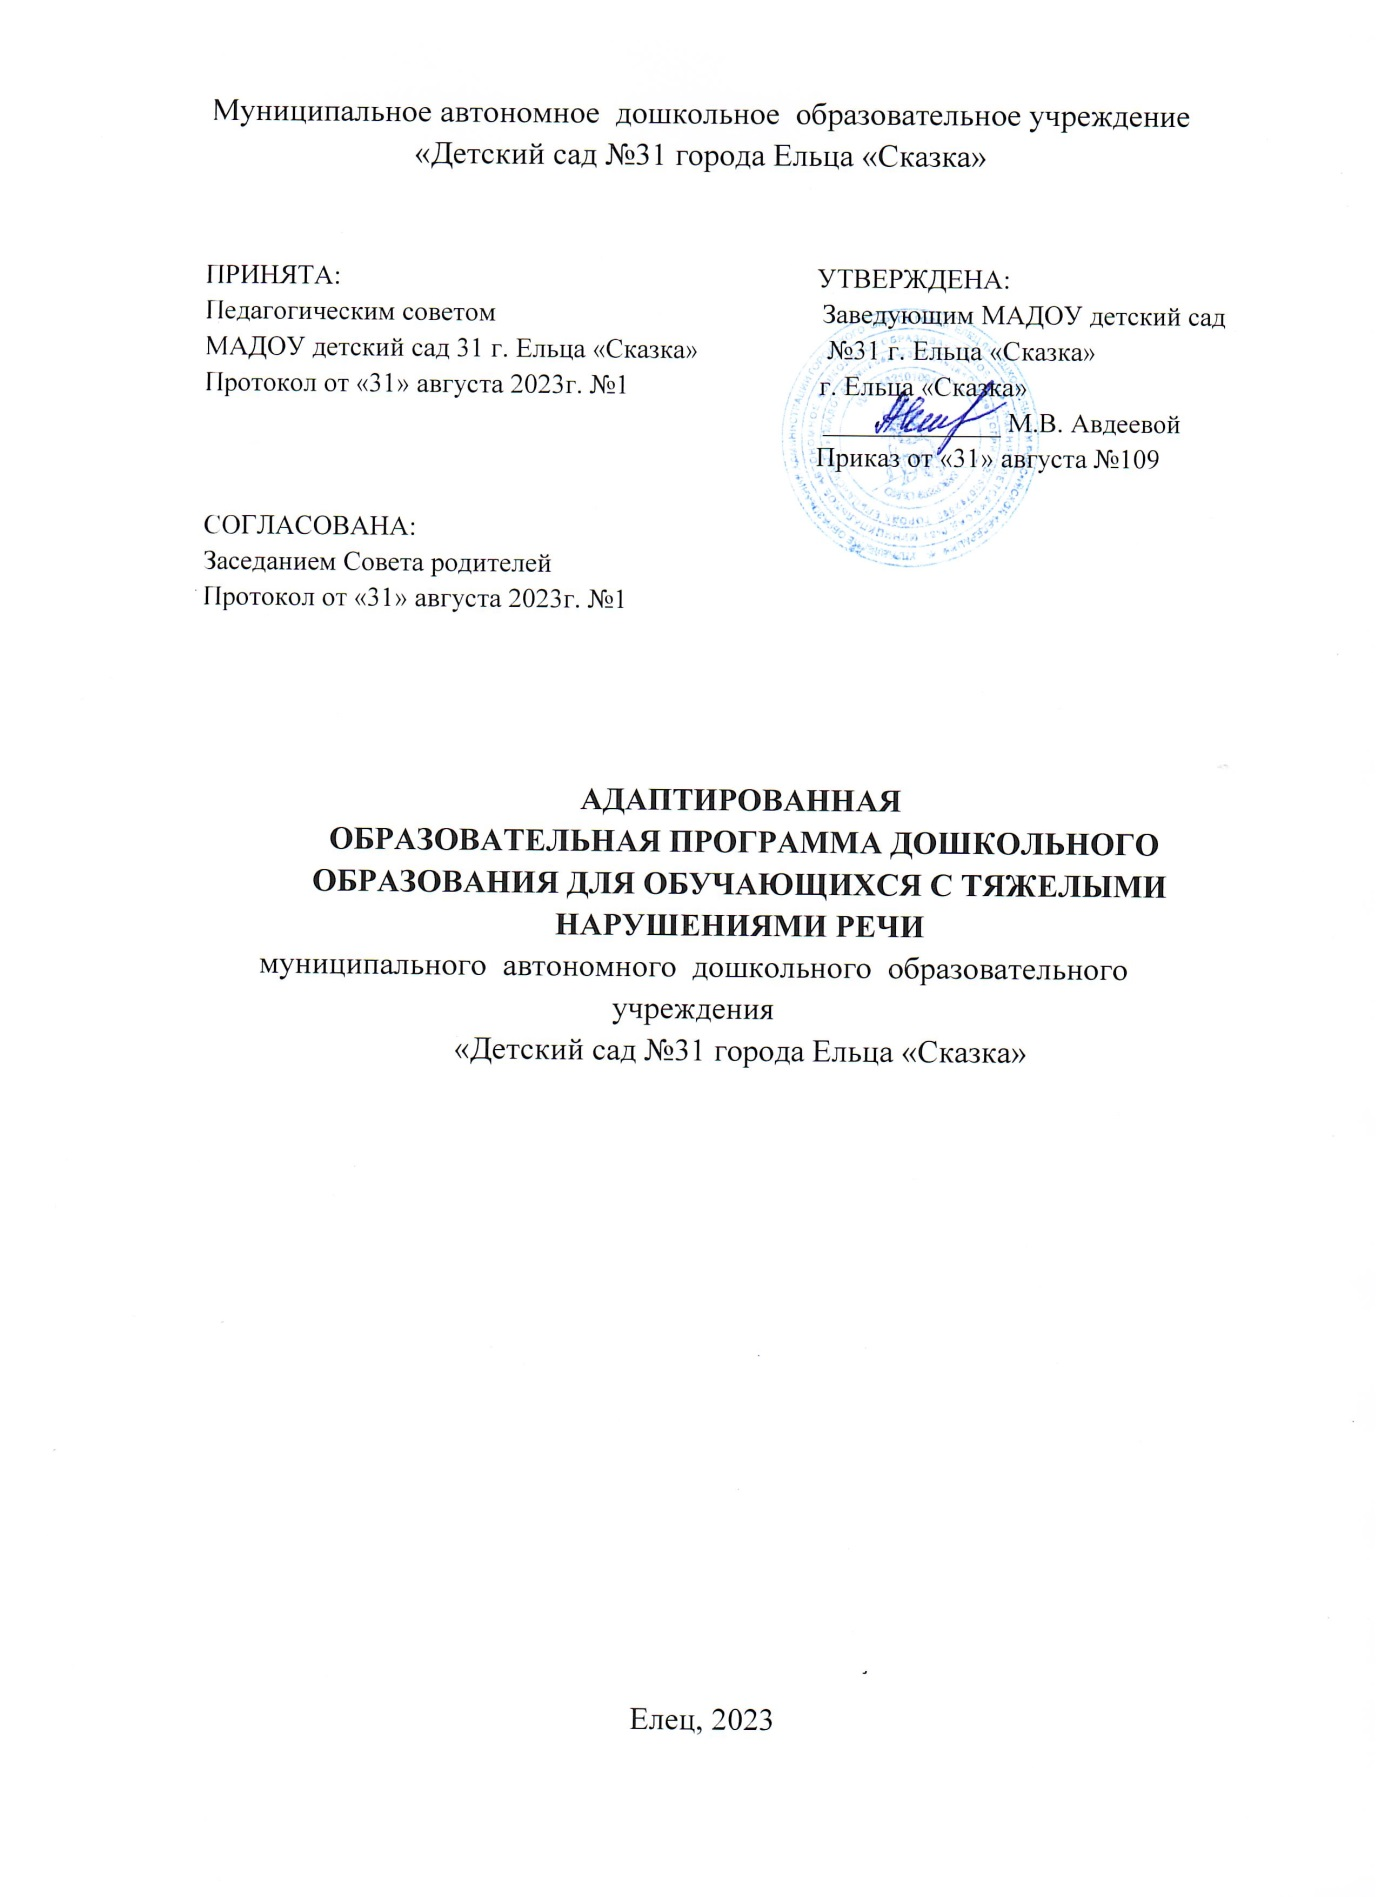 Муниципальное автономное дошкольное образовательное учреждение
«Детский сад №31 города Ельца «Сказка»
ПРИНЯТА:
Педагогическим советом
МАДОУ детский сад 31 г. Ельца «Сказка»
Протокол от «31» августа 2023г. №1
УТВЕРЖДЕНА:
Заведующим МАДОУ детский сад
№31 г. Ельца «Сказка»
г. Ельца «Сказка»
_____________ М.В. Авдеевой
Приказ от «31» августа №109
СОГЛАСОВАНА:
Заседанием Совета родителей
Протокол от «31» августа 2023г. №1
АДАПТИРОВАННАЯ
ОБРАЗОВАТЕЛЬНАЯ ПРОГРАММА ДОШКОЛЬНОГО
ОБРАЗОВАНИЯ ДЛЯ ОБУЧАЮЩИХСЯ С ТЯЖЕЛЫМИ
НАРУШЕНИЯМИ РЕЧИ
муниципального автономного дошкольного образовательного
учреждения
«Детский сад №31 города Ельца «Сказка»
Елец, 2023